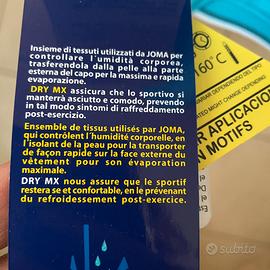 Insieme di tessuti utilizzati da JOMA per
controllare l'umidità corporea,
trasferendola dalla pelle alla parte
esterna del capo per la massima e rapida
evaporazione.
DRY MX assicura che lo sportivo si
manterrà asciutto e comodo, prevenendo
in tal modo sintomi di raffreddamento
post-esercizio.
Ensemble de tissus utilisés par JOMA,
qui contrôlent l'humidité corporelle, en
l'isolant de la peau pour la transporter
de façon rapide sur la face externe du
vêtement pour son évaporation
maximale.
DRY MX nous assure que le sportif
restera se et confortable, en le prévenant
du refroidessement post-exercice.
160°C
APPLICACION
N MOTIFS
subito